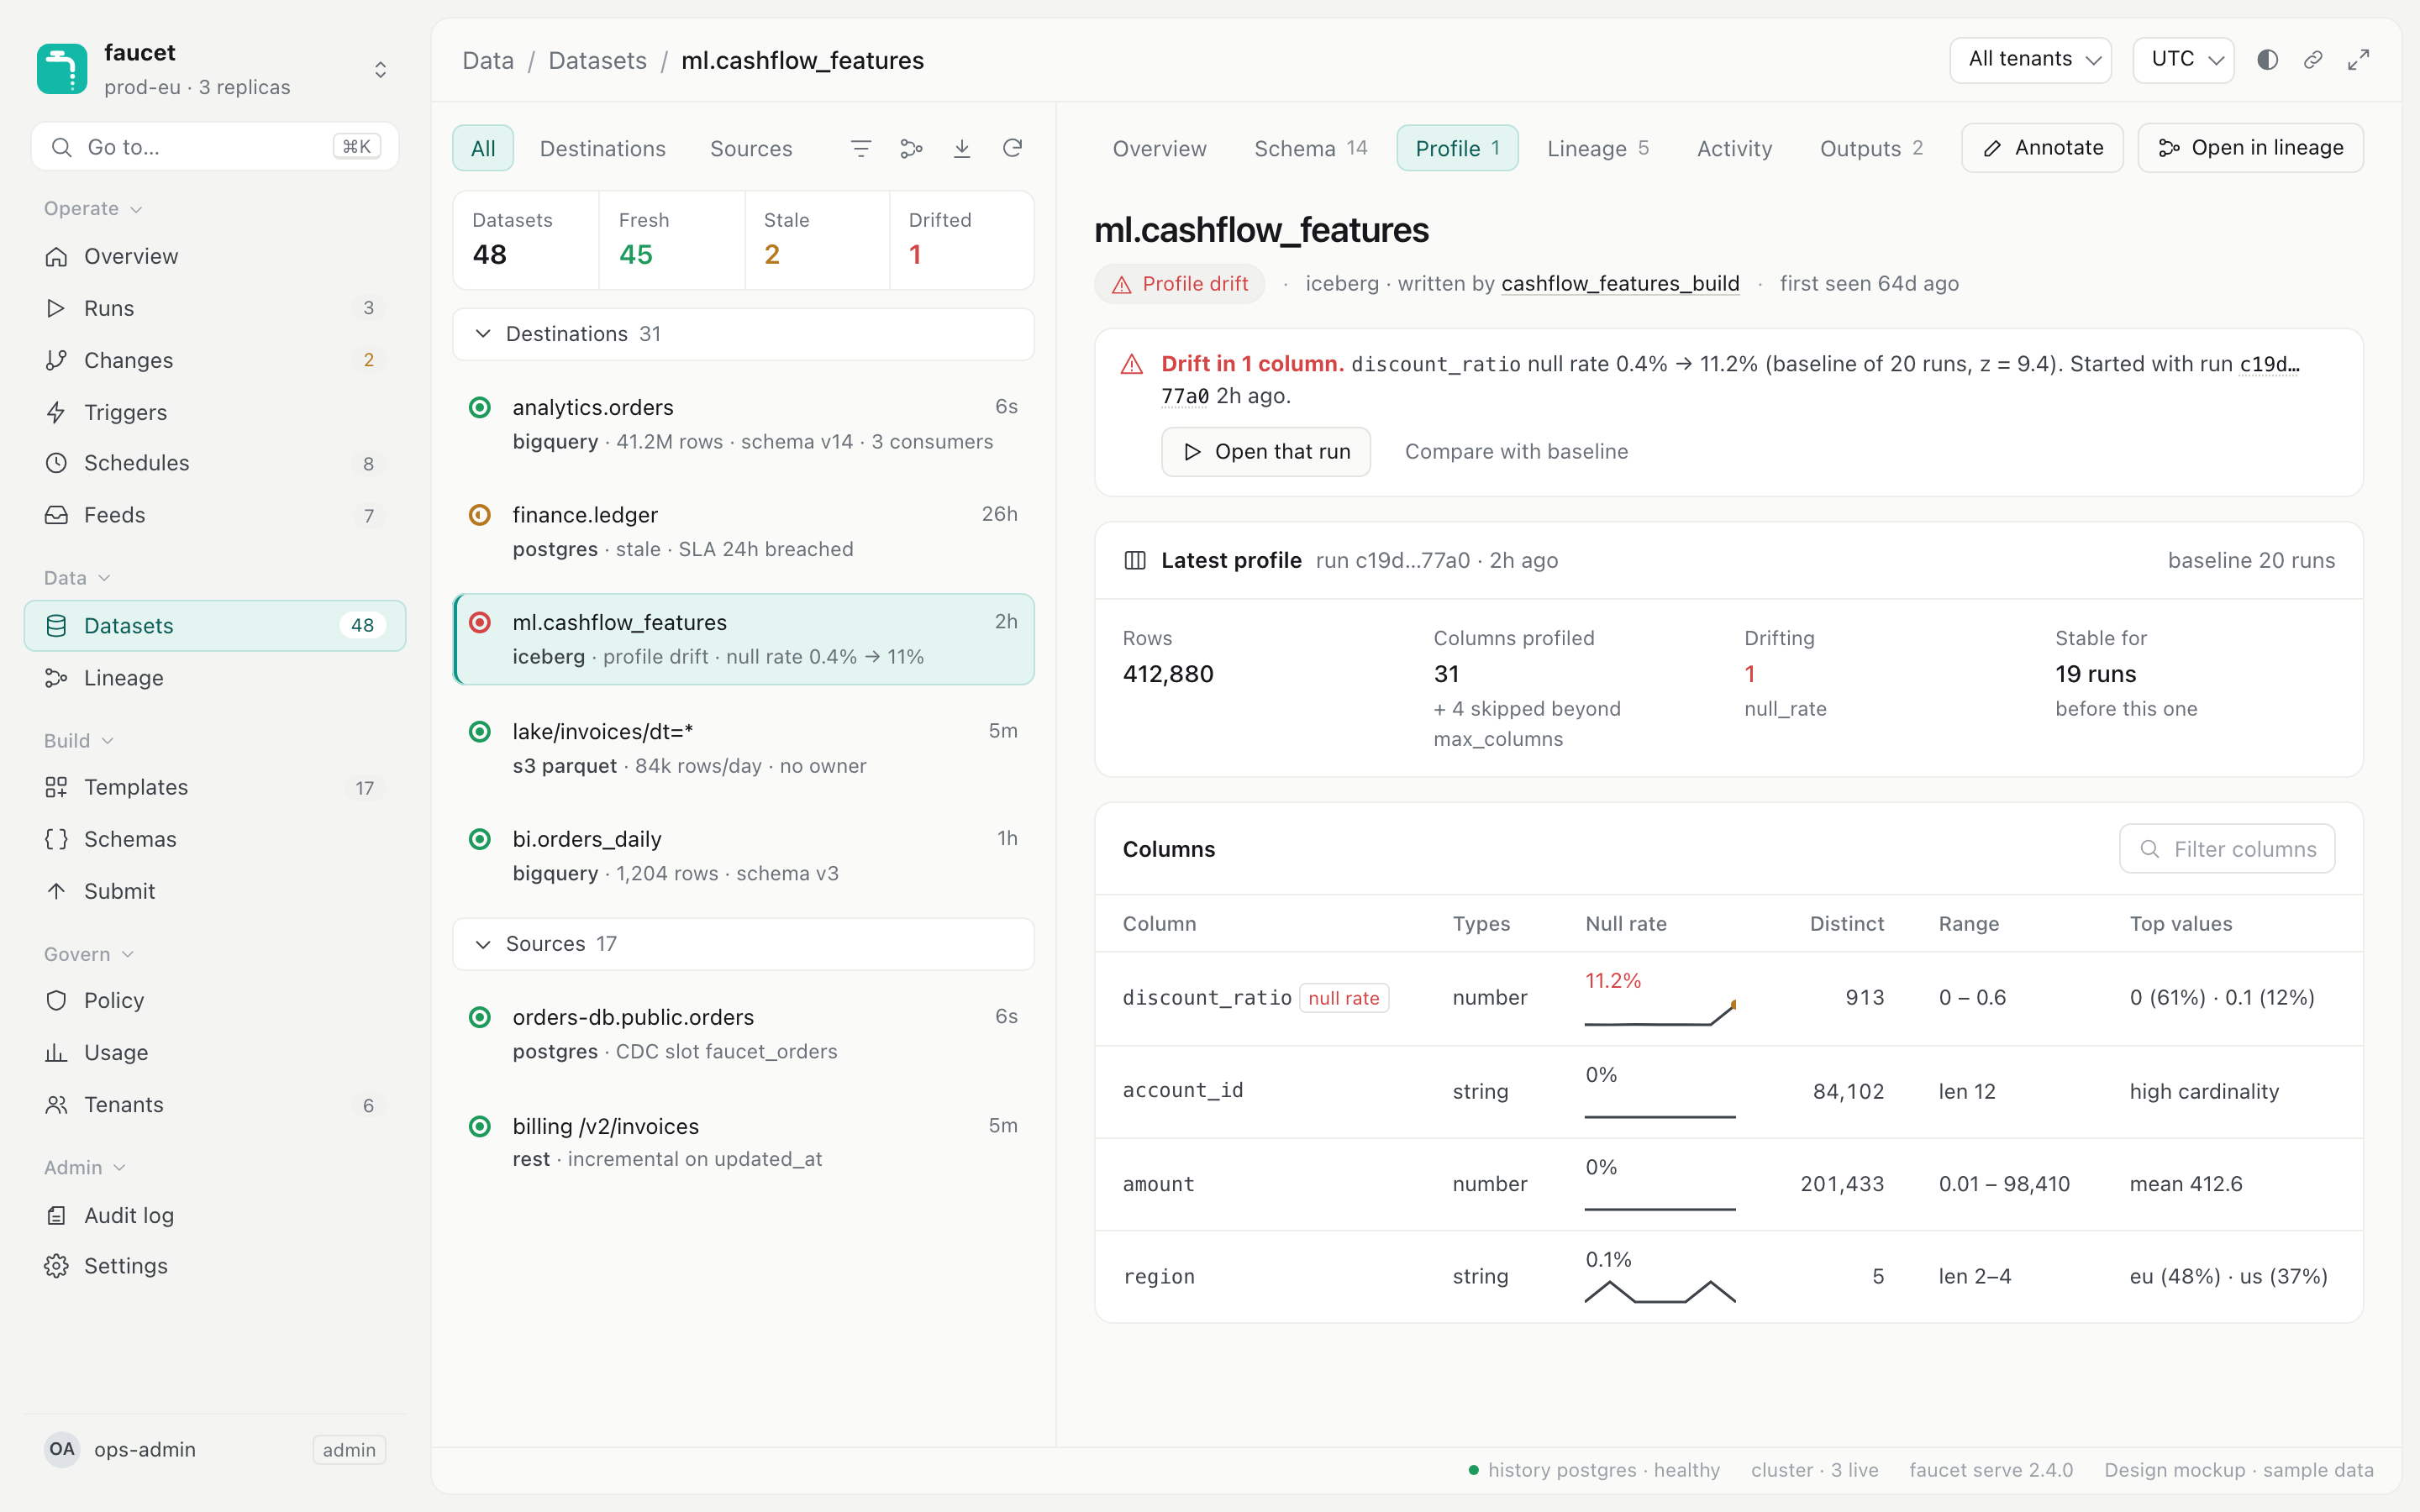 faucet
prod-eu · 3 replicas
Go to... ⌘K
Operate
Overview
Runs 3
Changes 2
Triggers
Schedules 8
Feeds 7
Data
Datasets 48
Lineage
Build
Templates 17
Schemas
Submit
Govern
Policy
Usage
Tenants 6
Admin
Audit log
Settings
OA ops-admin admin
Data / Datasets / ml.cashflow_features
All tenants UTC
All Destinations Sources
Datasets Fresh Stale Drifted
48 45 2 1
Destinations 31
analytics.orders 6s
bigquery · 41.2M rows · schema v14 · 3 consumers
finance.ledger 26h
postgres · stale · SLA 24h breached
ml.cashflow_features 2h
iceberg · profile drift · null rate 0.4% → 11%
lake/invoices/dt=* 5m
s3 parquet · 84k rows/day · no owner
bi.orders_daily 1h
bigquery · 1,204 rows · schema v3
Sources 17
orders-db.public.orders 6s
postgres · CDC slot faucet_orders
billing /v2/invoices 5m
rest · incremental on updated_at
Overview Schema 14 Profile 1 Lineage 5 Activity Outputs 2 Annotate Open in lineage
ml.cashflow_features
Profile drift · iceberg · written by cashflow_features_build · first seen 64d ago
Drift in 1 column. discount_ratio null rate 0.4% → 11.2% (baseline of 20 runs, z = 9.4). Started with run c19d…
77a0 2h ago.
Open that run Compare with baseline
Latest profile run c19d…77a0 · 2h ago baseline 20 runs
Rows Columns profiled Drifting Stable for
412,880 31 1 19 runs
+ 4 skipped beyond null_rate before this one
max_columns
Columns Filter columns
Column Types Null rate Distinct Range Top values
discount_ratio null rate number 11.2% 913 0 – 0.6 0 (61%) · 0.1 (12%)
account_id string 0% 84,102 len 12 high cardinality
amount number 0% 201,433 0.01 – 98,410 mean 412.6
region string 0.1% 5 len 2–4 eu (48%) · us (37%)
history postgres · healthy cluster · 3 live faucet serve 2.4.0 Design mockup · sample data